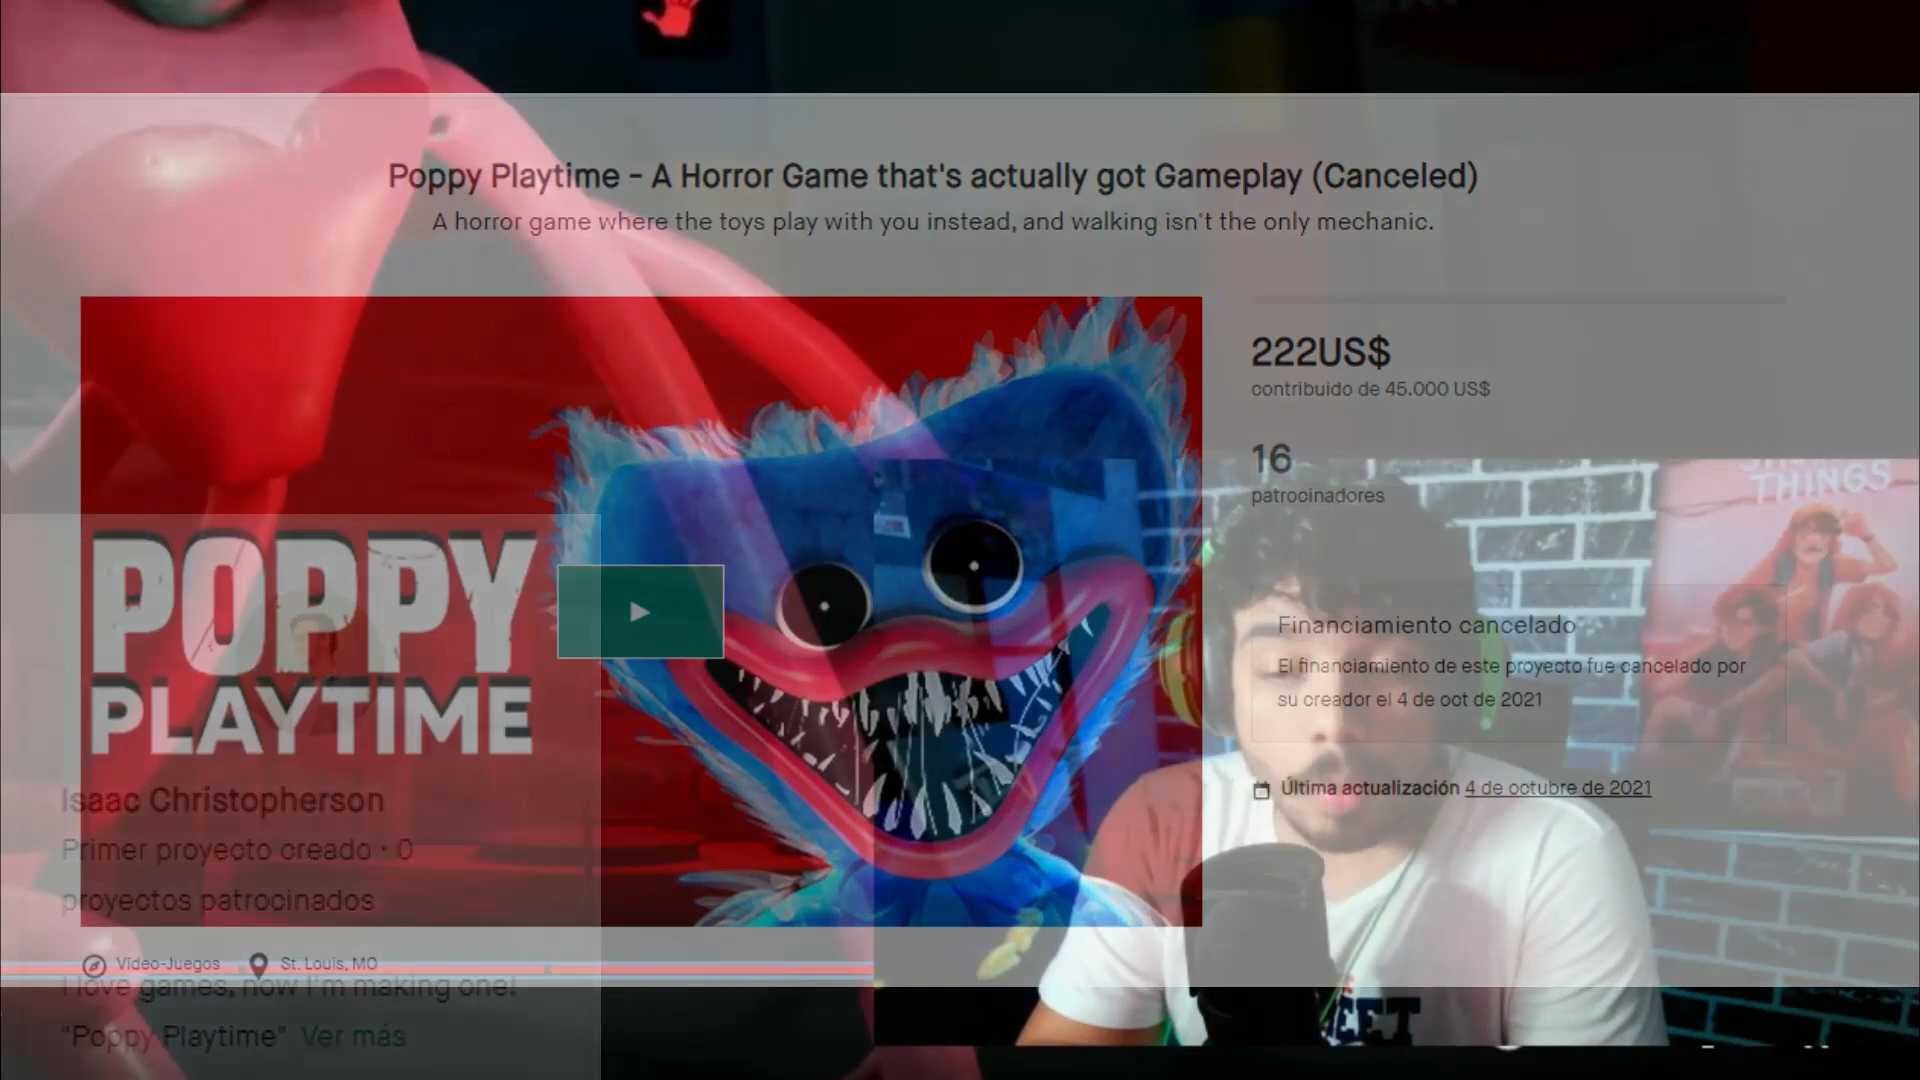 Poppy Playtime - A Horror Game that's actually got Gameplay (Canceled)
A horror game where the toys play with you instead, and walking isn't the only mechanic.
222US$
contribuido de 45.000 US$
16
patrocinadores
THINGS
POPPY
PLAYTIME
Financiamiento cancelado
El financiamiento de este proyecto fue cancelado por
su creador el 4 de oct de 2021
Última actualización 4 de octubre de 2021
Isaac Christopherson
Primer proyecto creado · 0
proyectos patrocinados
Video-Juegos St. Louis, MO
I love games, now I'm making one!
"Poppy Playtime" Ver más